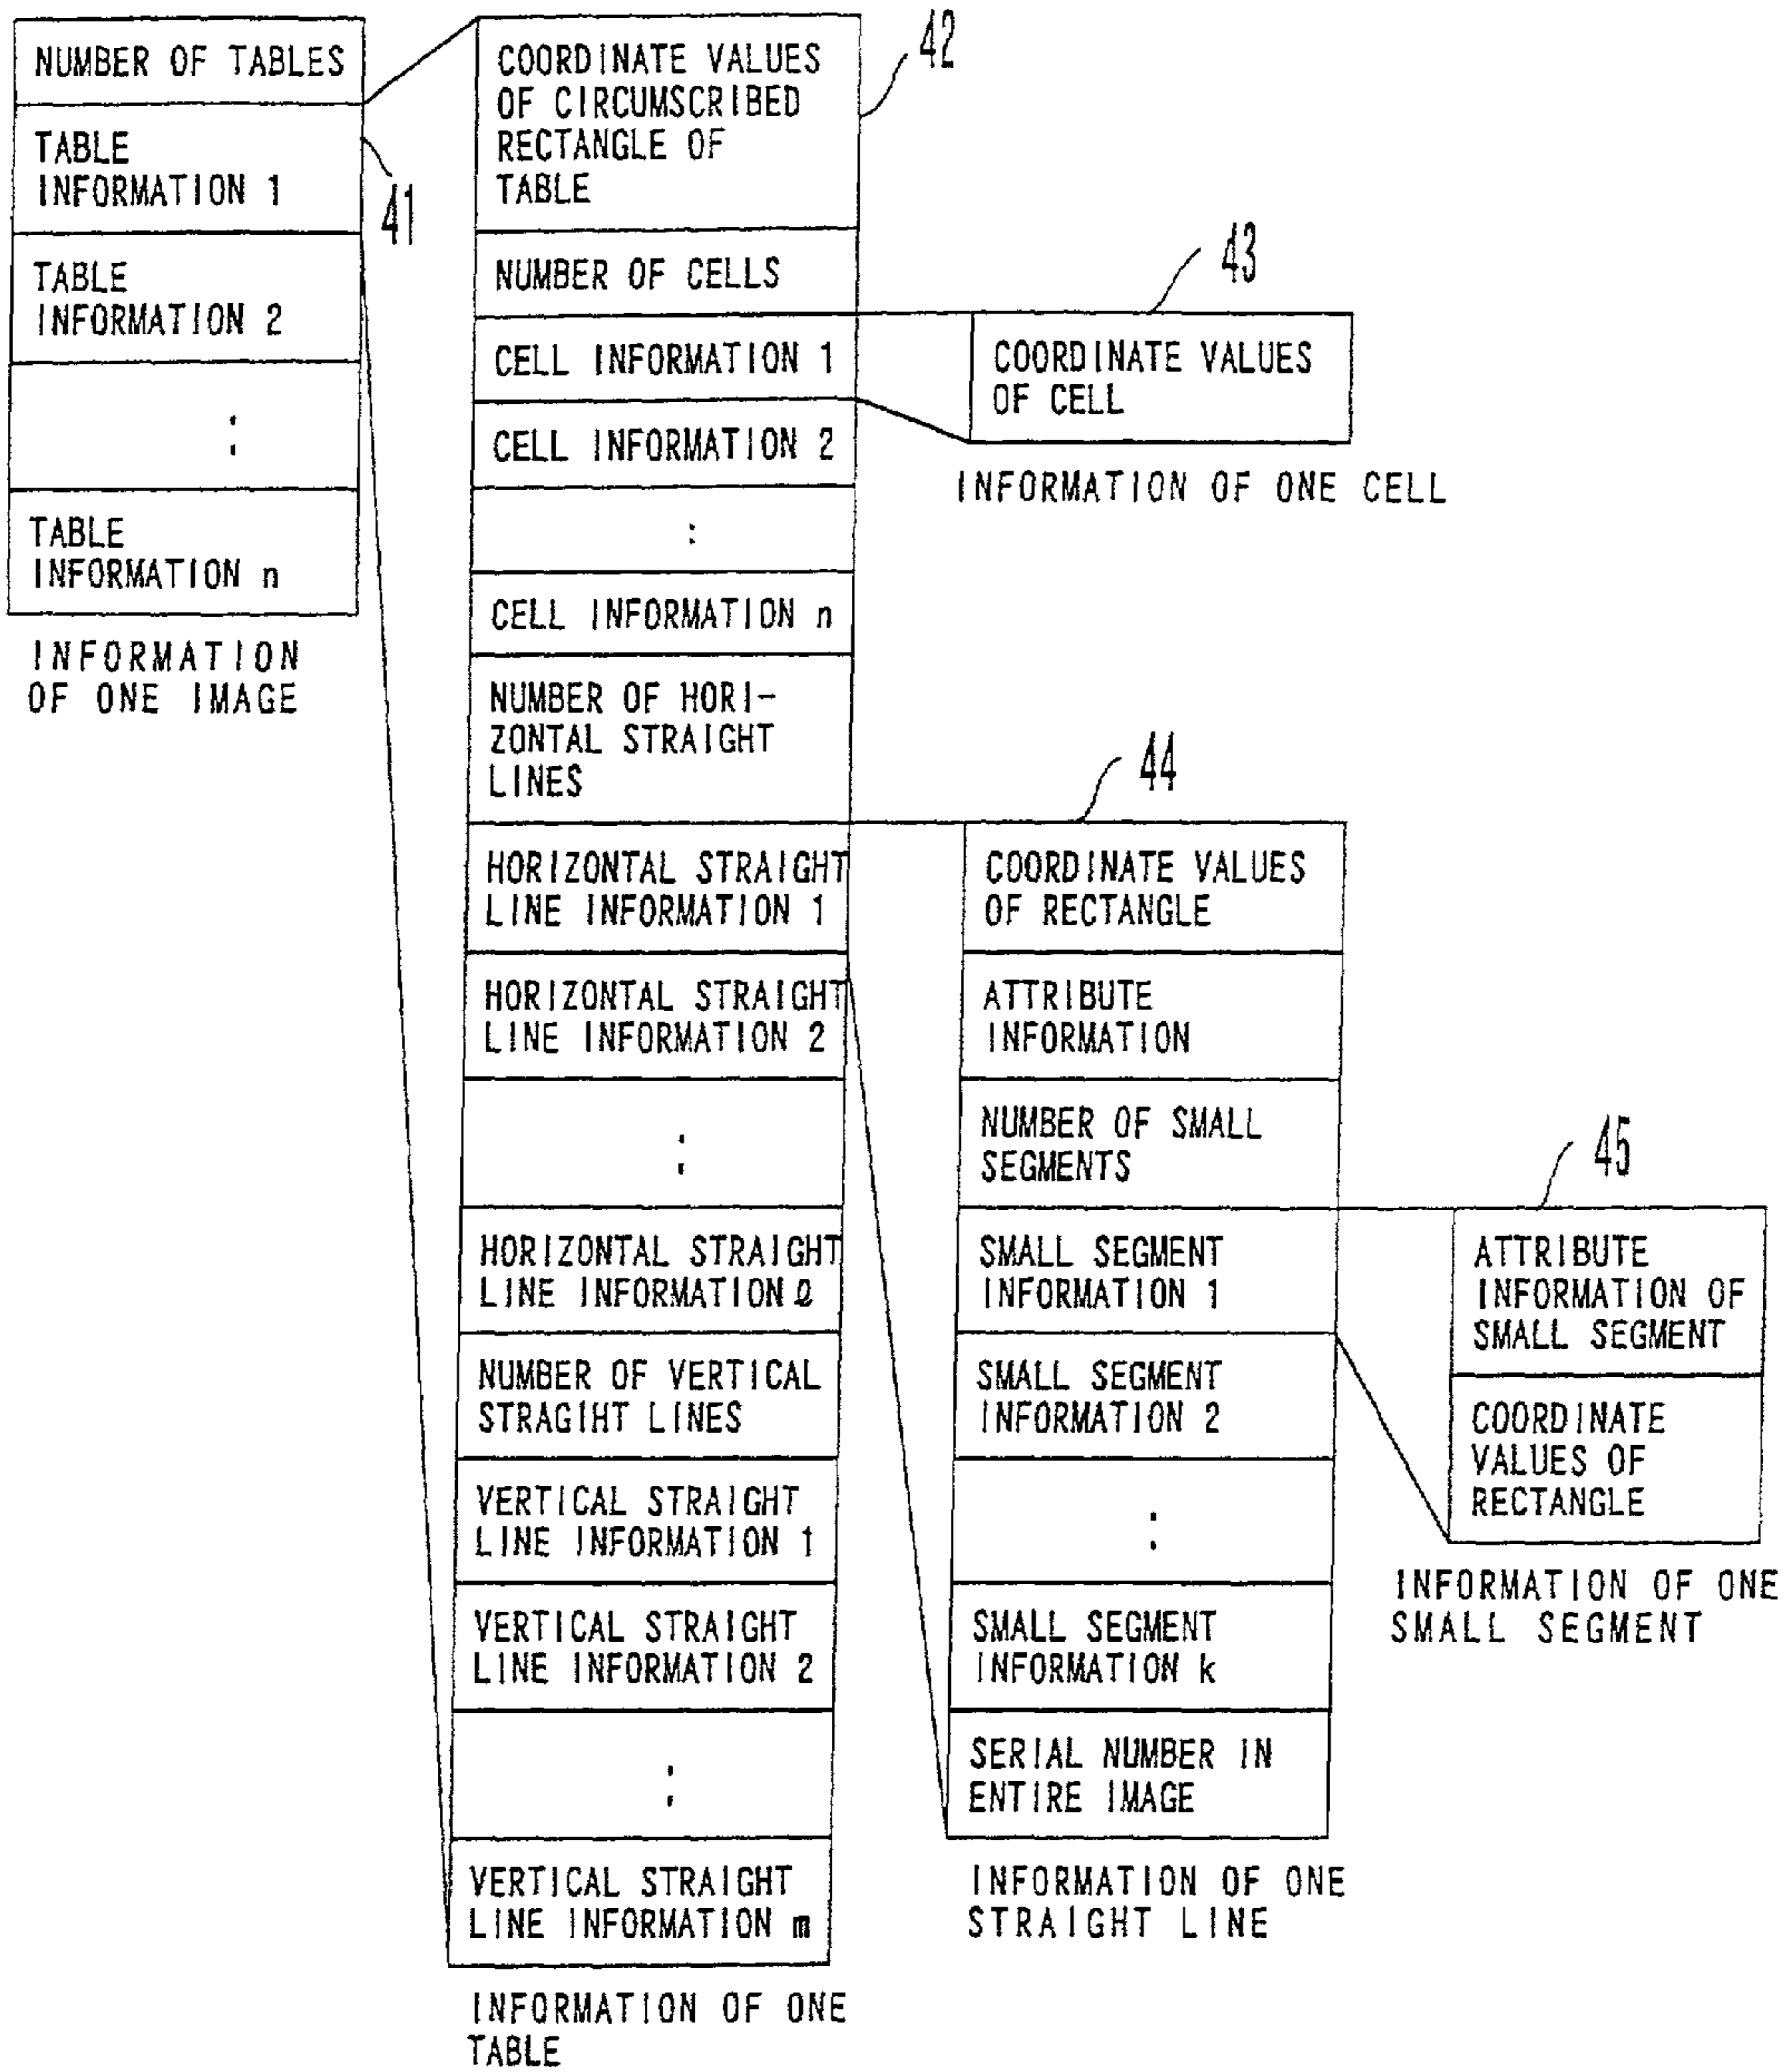 NUMBER OF TABLES
TABLE
INFORMATION 1
TABLE
INFORMATION 2
:
TABLE
INFORMATION n
INFORMATION
OF ONE IMAGE
41
COORDINATE VALUES
OF CIRCUMSCRIBED
RECTANGLE OF
TABLE
NUMBER OF CELLS
CELL INFORMATION 1
CELL INFORMATION 2
:
CELL INFORMATION n
NUMBER OF HORI-
ZONTAL STRAIGHT
LINES
HORIZONTAL STRAIGHT
LINE INFORMATION 1
HORIZONTAL STRAIGHT
LINE INFORMATION 2
:
HORIZONTAL STRAIGHT
LINE INFORMATION ℓ
NUMBER OF VERTICAL
STRAGIHT LINES
VERTICAL STRAIGHT
LINE INFORMATION 1
VERTICAL STRAIGHT
LINE INFORMATION 2
:
VERTICAL STRAIGHT
LINE INFORMATION m
INFORMATION OF ONE
TABLE
42
43
COORDINATE VALUES
OF CELL
INFORMATION OF ONE CELL
44
COORDINATE VALUES
OF RECTANGLE
ATTRIBUTE
INFORMATION
NUMBER OF SMALL
SEGMENTS
SMALL SEGMENT
INFORMATION 1
SMALL SEGMENT
INFORMATION 2
:
SMALL SEGMENT
INFORMATION k
SERIAL NUMBER IN
ENTIRE IMAGE
INFORMATION OF ONE
STRAIGHT LINE
45
ATTRIBUTE
INFORMATION OF
SMALL SEGMENT
COORDINATE
VALUES OF
RECTANGLE
INFORMATION OF ONE
SMALL SEGMENT